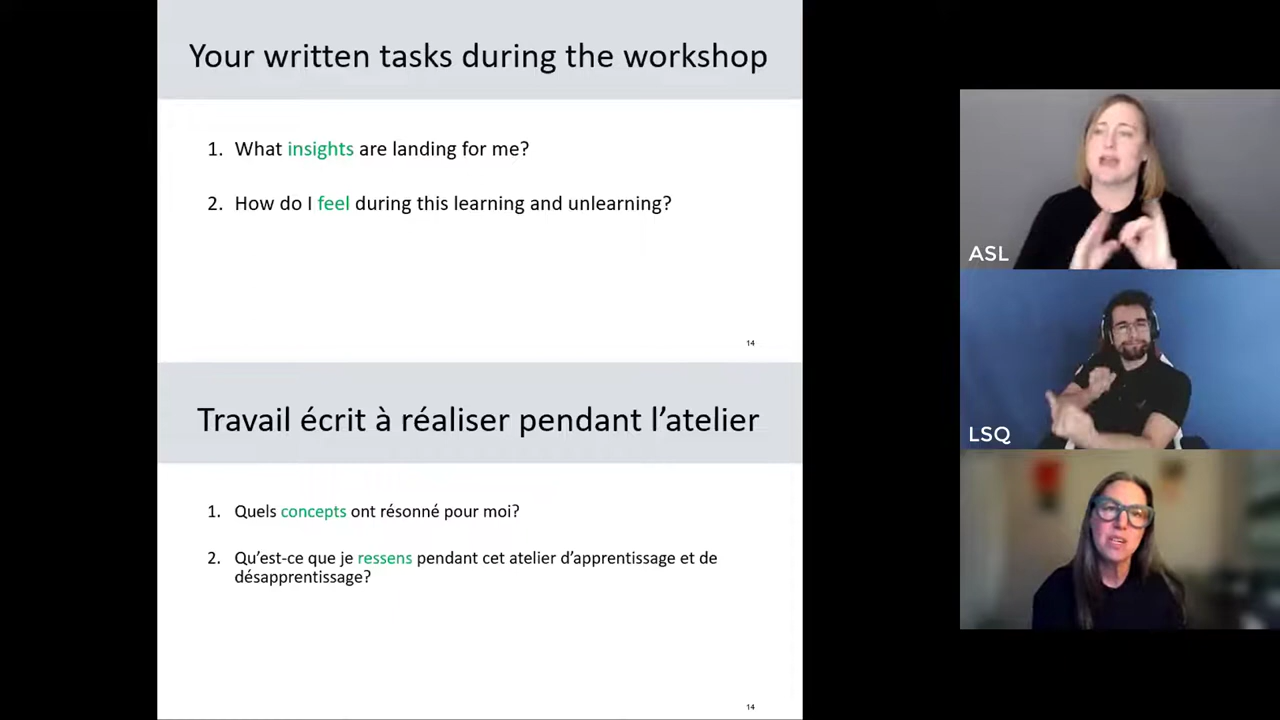 Your written tasks during the workshop
1. What insights are landing for me?
2. How do I feel during this learning and unlearning?
14
Travail écrit à réaliser pendant l’atelier
1. Quels concepts ont résonné pour moi?
2. Qu’est-ce que je ressens pendant cet atelier d’apprentissage et de
désapprentissage?
14
ASL
LSQ